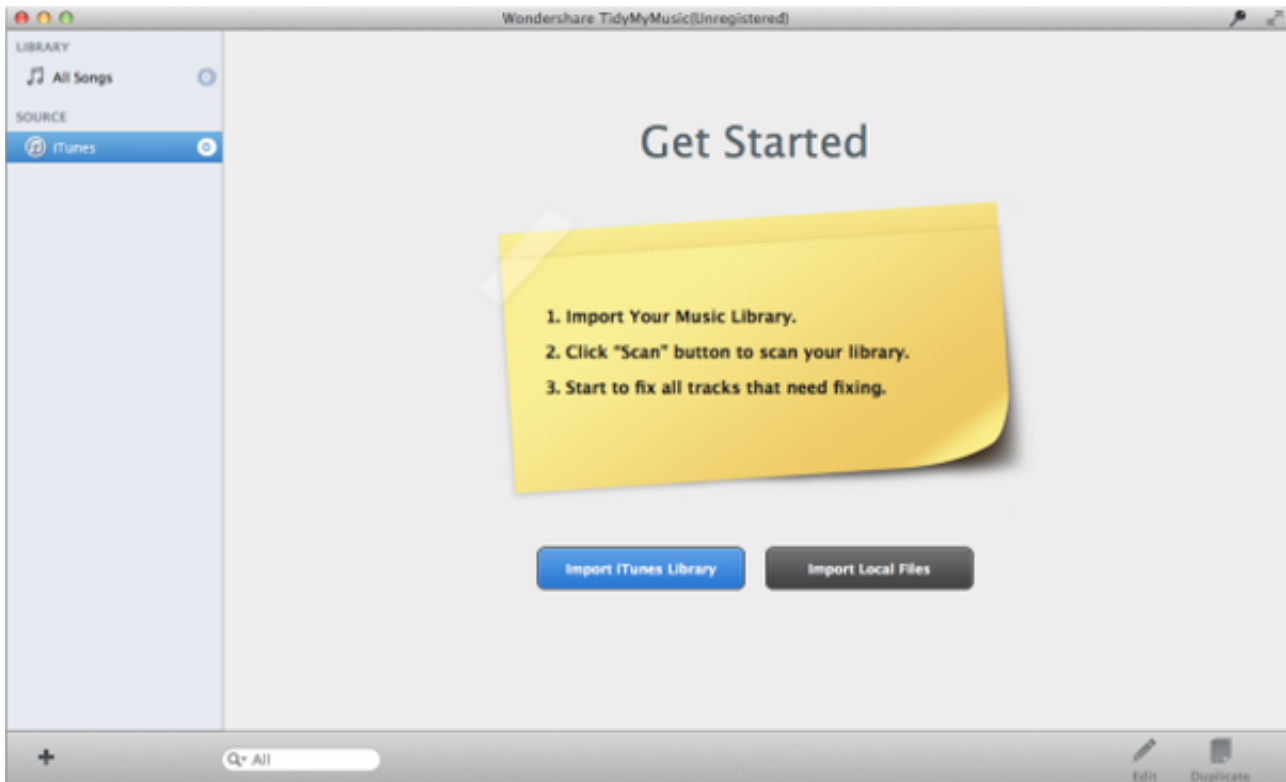 Wondershare TidyMyMusic(Unregistered)
LIBRARY
All Songs
SOURCE
iTunes
Get Started
1. Import Your Music Library.
2. Click "Scan" button to scan your library.
3. Start to fix all tracks that need fixing.
Import iTunes Library
Import Local Files
All
Edit
Duplicate